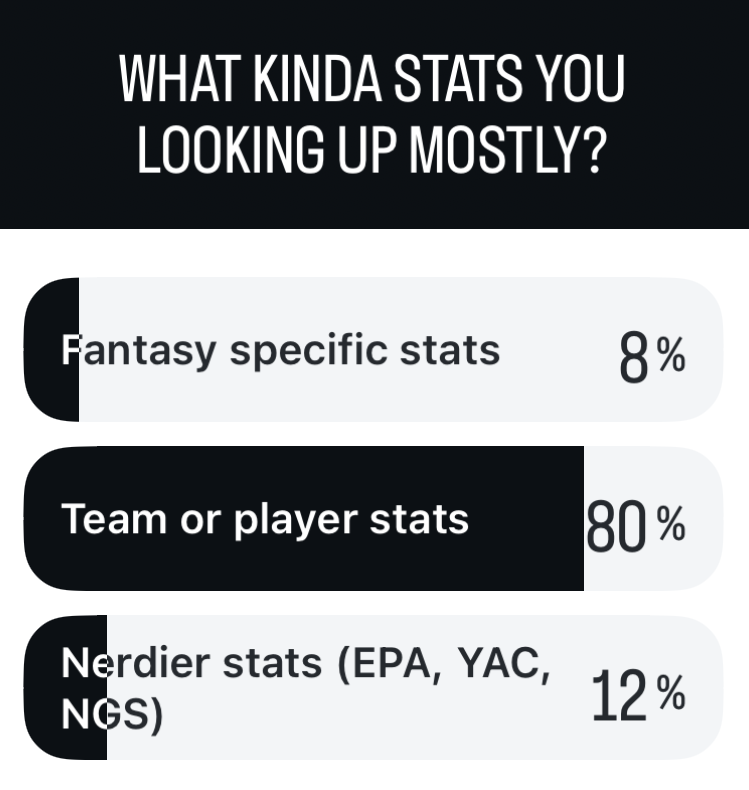 WHAT KINDA STATS YOU
LOOKING UP MOSTLY?
Fantasy specific stats 8%
Team or player stats 80%
Nerdier stats (EPA, YAC,
NGS) 12%